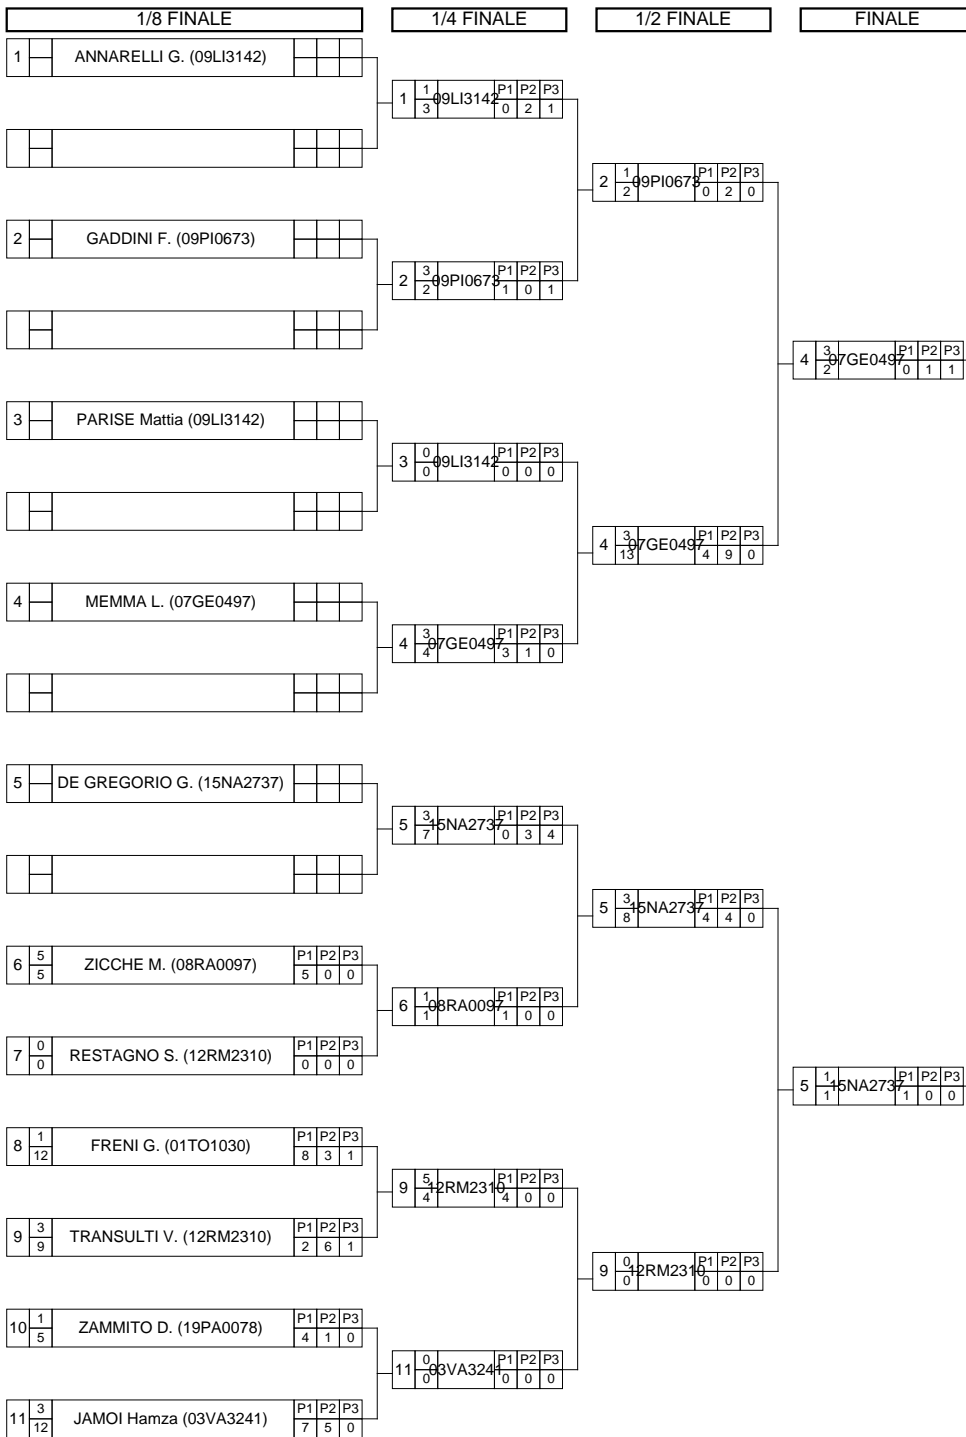 1/8 FINALE 1/4 FINALE 1/2 FINALE FINALE
1 ANNARELLI G. (09LI3142)
1 1 3 09LI3142 P1 P2 P3 0 2 1
2 1 2 09PI0673 P1 P2 P3 0 2 0
2 GADDINI F. (09PI0673)
2 3 2 09PI0673 P1 P2 P3 1 0 1
4 3 2 07GE0497 P1 P2 P3 0 1 1
3 PARISE Mattia (09LI3142)
3 0 0 09LI3142 P1 P2 P3 0 0 0
4 3 13 07GE0497 P1 P2 P3 4 9 0
4 MEMMA L. (07GE0497)
4 3 4 07GE0497 P1 P2 P3 3 1 0
5 DE GREGORIO G. (15NA2737)
5 3 7 15NA2737 P1 P2 P3 0 3 4
5 3 8 15NA2737 P1 P2 P3 4 4 0
6 5 5 ZICCHE M. (08RA0097) P1 P2 P3 5 0 0
6 1 1 08RA0097 P1 P2 P3 1 0 0
7 0 0 RESTAGNO S. (12RM2310) P1 P2 P3 0 0 0
5 1 1 15NA2737 P1 P2 P3 1 0 0
8 1 12 FRENI G. (01TO1030) P1 P2 P3 8 3 1
9 5 4 12RM2310 P1 P2 P3 4 0 0
9 3 9 TRANSULTI V. (12RM2310) P1 P2 P3 2 6 1
9 0 0 12RM2310 P1 P2 P3 0 0 0
10 1 5 ZAMMITO D. (19PA0078) P1 P2 P3 4 1 0
11 0 0 03VA3241 P1 P2 P3 0 0 0
11 3 12 JAMOI Hamza (03VA3241) P1 P2 P3 7 5 0